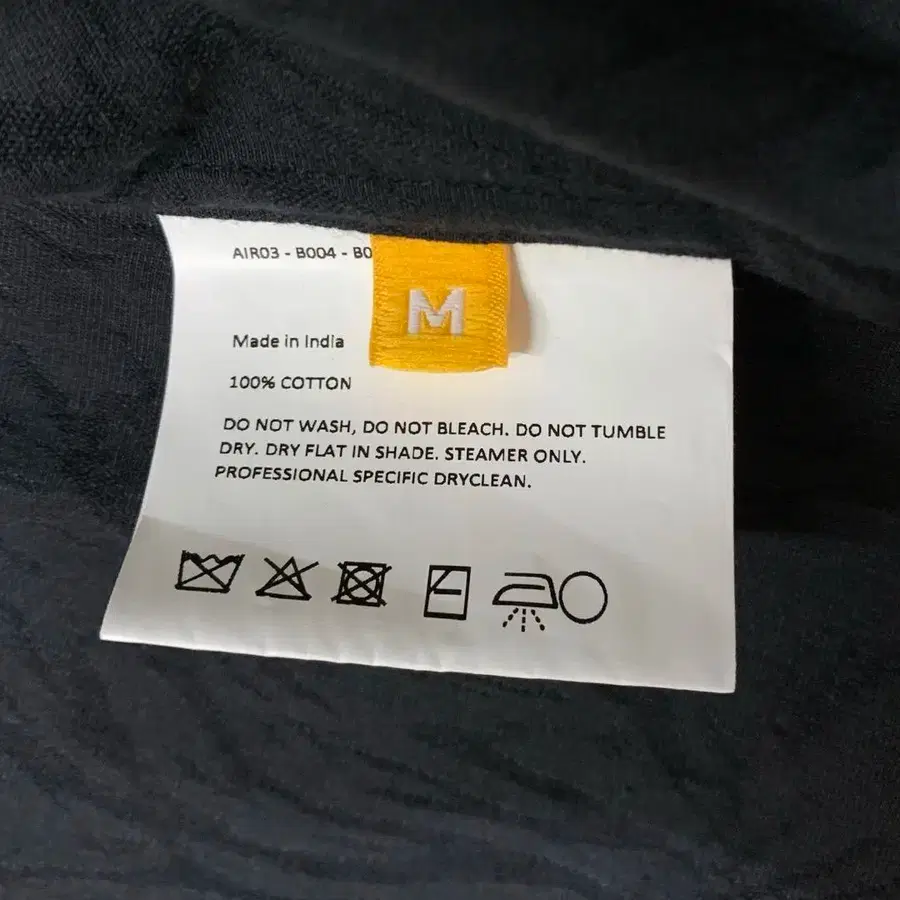 AIR03 - B004 - B0
M
Made in India
100% COTTON
DO NOT WASH, DO NOT BLEACH. DO NOT TUMBLE
DRY. DRY FLAT IN SHADE. STEAMER ONLY.
PROFESSIONAL SPECIFIC DRYCLEAN.